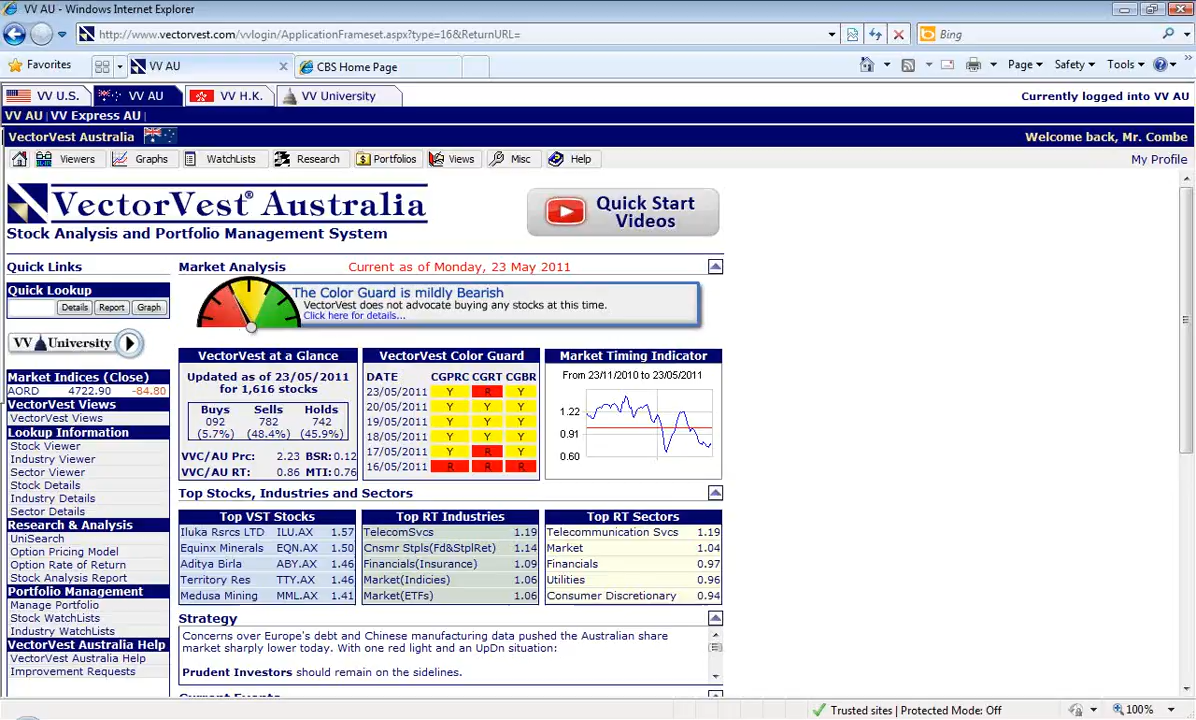 VV AU - Windows Internet Explorer
http://www.vectorvest.com/vvlogin/ApplicationFrameset.aspx?type=16&ReturnURL=
Bing
Favorites
VV AU
CBS Home Page
Page
Safety
Tools
VV U.S.
VV AU
VV H.K.
VV University
Currently logged into VV AU
VV AU | VV Express AU |
VectorVest Australia
Welcome back, Mr. Combe
Viewers
Graphs
WatchLists
Research
Portfolios
Views
Misc
Help
My Profile
VectorVest® Australia
Stock Analysis and Portfolio Management System
Quick Start
Videos
Quick Links
Market Analysis
Current as of Monday, 23 May 2011
Quick Lookup
Details
Report
Graph
The Color Guard is mildly Bearish
VectorVest does not advocate buying any stocks at this time.
Click here for details...
VV University
Market Indices (Close)
AORD 4722.90 -84.80
VectorVest Views
VectorVest Views
Lookup Information
Stock Viewer
Industry Viewer
Sector Viewer
Stock Details
Industry Details
Sector Details
Research & Analysis
UniSearch
Option Pricing Model
Option Rate of Return
Stock Analysis Report
Portfolio Management
Manage Portfolio
Stock WatchLists
Industry WatchLists
VectorVest Australia Help
VectorVest Australia Help
Improvement Requests
VectorVest at a Glance
Updated as of 23/05/2011
for 1,616 stocks
Buys Sells Holds
092 782 742
(5.7%) (48.4%) (45.9%)
VVC/AU Prc: 2.23 BSR: 0.12
VVC/AU RT: 0.86 MTI: 0.76
VectorVest Color Guard
DATE CGPRC CGRT CGBR
23/05/2011 Y R Y
20/05/2011 Y Y Y
19/05/2011 Y Y Y
18/05/2011 Y Y Y
17/05/2011 Y R Y
16/05/2011 R R R
Market Timing Indicator
From 23/11/2010 to 23/05/2011
1.22
0.91
0.60
Top Stocks, Industries and Sectors
Top VST Stocks
Iluka Rsrcs LTD ILU.AX 1.57
Equinx Minerals EQN.AX 1.50
Aditya Birla ABY.AX 1.46
Territory Res TTY.AX 1.46
Medusa Mining MML.AX 1.41
Top RT Industries
TelecomSvcs 1.19
Cnsmr Stpls(Fd&StplRet) 1.14
Financials(Insurance) 1.09
Market(Indicies) 1.06
Market(ETFs) 1.06
Top RT Sectors
Telecommunication Svcs 1.19
Market 1.04
Financials 0.97
Utilities 0.96
Consumer Discretionary 0.94
Strategy
Concerns over Europe's debt and Chinese manufacturing data pushed the Australian share
market sharply lower today. With one red light and an UpDn situation:
Prudent Investors should remain on the sidelines.
Current Events
Trusted sites | Protected Mode: Off
100%